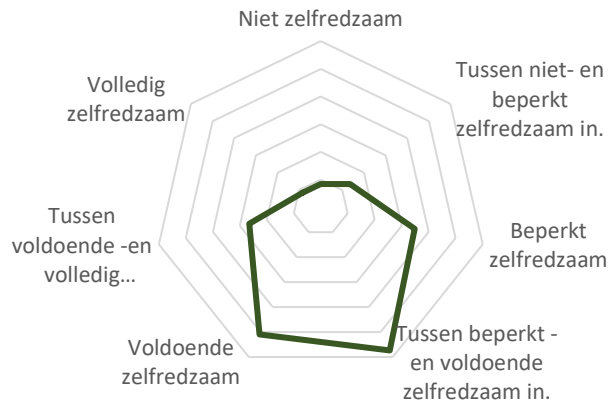 Niet zelfredzaam
Tussen niet- en
beperkt
zelfredzaam in.
Beperkt
zelfredzaam
Tussen beperkt -
en voldoende
zelfredzaam in.
Voldoende
zelfredzaam
Tussen
voldoende -en
volledig...
Volledig
zelfredzaam